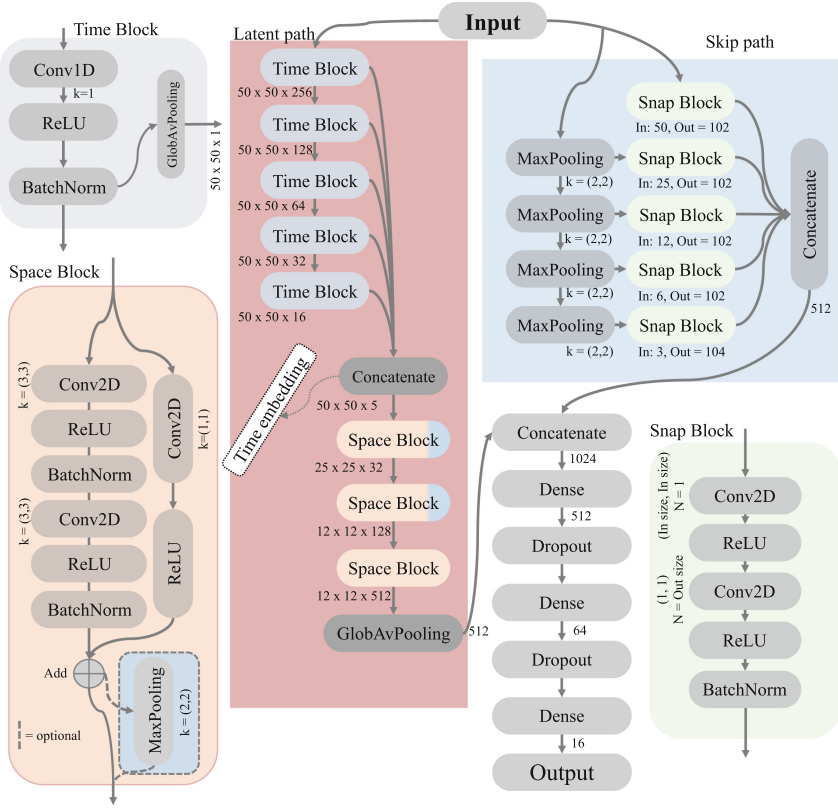 Input
Time Block
Conv1D
k=1
ReLU
BatchNorm
GlobAvPooling
50 x 50 x 1
Latent path
Time Block
50 x 50 x 256
Time Block
50 x 50 x 128
Time Block
50 x 50 x 64
Time Block
50 x 50 x 32
Time Block
50 x 50 x 16
Concatenate
50 x 50 x 5
Time embedding
Space Block
25 x 25 x 32
Space Block
12 x 12 x 128
Space Block
12 x 12 x 512
GlobAvPooling
512
Skip path
Snap Block
In: 50, Out = 102
MaxPooling
k = (2,2)
Snap Block
In: 25, Out = 102
MaxPooling
k = (2,2)
Snap Block
In: 12, Out = 102
MaxPooling
k = (2,2)
Snap Block
In: 6, Out = 102
MaxPooling
k = (2,2)
Snap Block
In: 3, Out = 104
Concatenate
512
Space Block
k = (3,3)
Conv2D
ReLU
BatchNorm
k = (3,3)
Conv2D
ReLU
BatchNorm
Conv2D
k=(1,1)
ReLU
Add
MaxPooling
k = (2,2)
= optional
Concatenate
1024
Dense
512
Dropout
Dense
64
Dropout
Dense
16
Output
Snap Block
(In size, In size)
N = 1
Conv2D
ReLU
(1, 1)
N = Out size
Conv2D
ReLU
BatchNorm